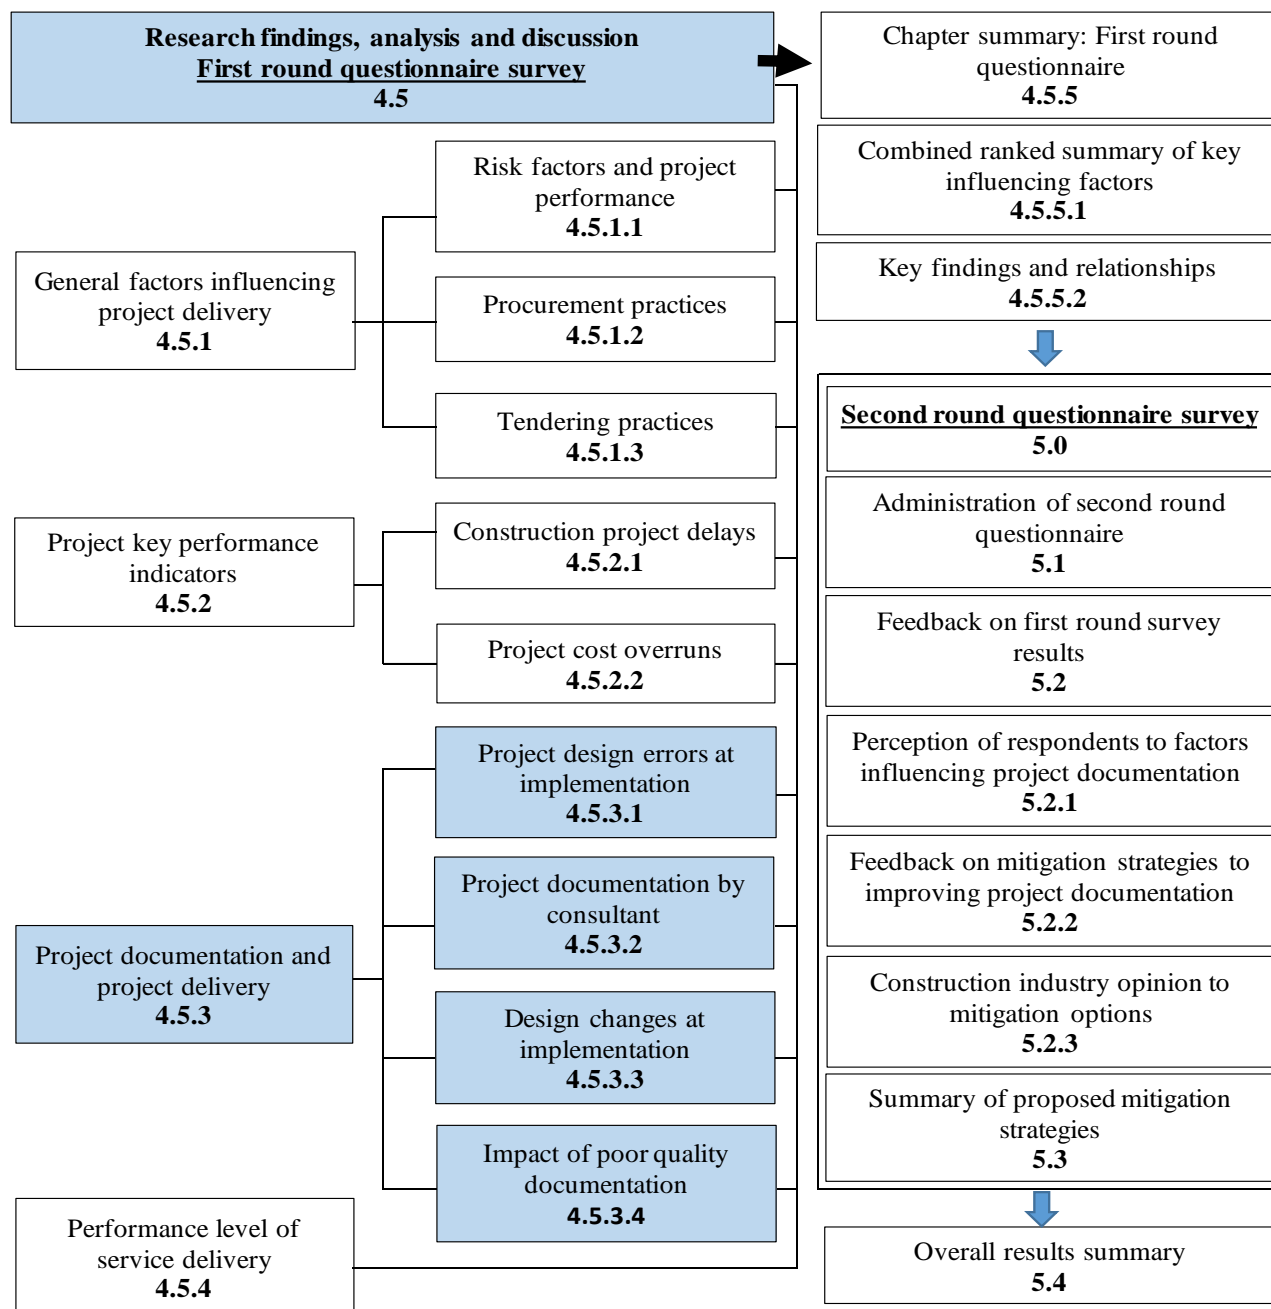 Research findings, analysis and discussion
First round questionnaire survey
4.5
General factors influencing
project delivery
4.5.1
Risk factors and project
performance
4.5.1.1
Procurement practices
4.5.1.2
Tendering practices
4.5.1.3
Project key performance
indicators
4.5.2
Construction project delays
4.5.2.1
Project cost overruns
4.5.2.2
Project documentation and
project delivery
4.5.3
Project design errors at
implementation
4.5.3.1
Project documentation by
consultant
4.5.3.2
Design changes at
implementation
4.5.3.3
Impact of poor quality
documentation
4.5.3.4
Performance level of
service delivery
4.5.4
Chapter summary: First round
questionnaire
4.5.5
Combined ranked summary of key
influencing factors
4.5.5.1
Key findings and relationships
4.5.5.2
Second round questionnaire survey
5.0
Administration of second round
questionnaire
5.1
Feedback on first round survey
results
5.2
Perception of respondents to factors
influencing project documentation
5.2.1
Feedback on mitigation strategies to
improving project documentation
5.2.2
Construction industry opinion to
mitigation options
5.2.3
Summary of proposed mitigation
strategies
5.3
Overall results summary
5.4